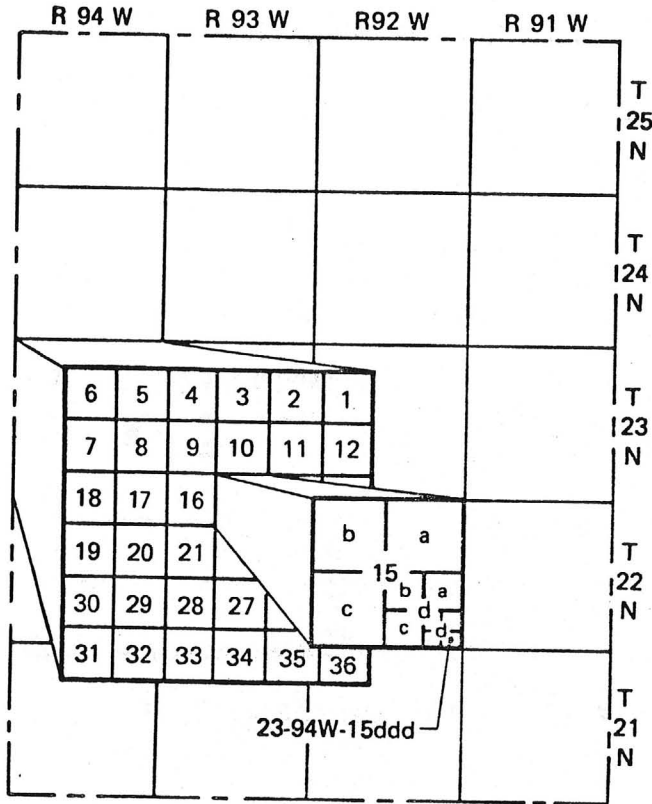 R 94 W R 93 W R92 W R 91 W
T
25
N
T
24
N
T
23
N
6 5 4 3 2 1
7 8 9 10 11 12
18 17 16
19 20 21
30 29 28 27
31 32 33 34 35 36
b a
15
b a
c d
c d
T
22
N
23-94W-15ddd
T
21
N